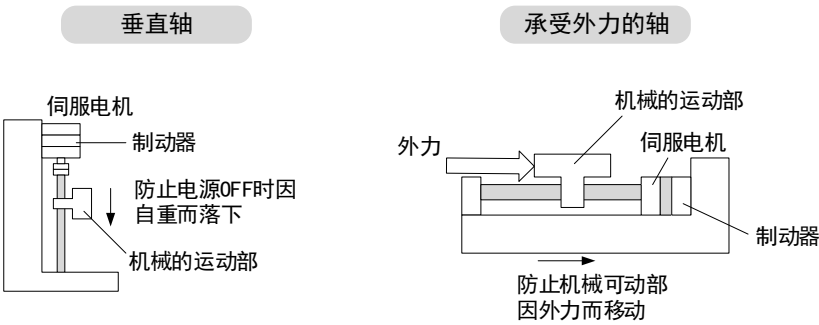 垂直轴
承受外力的轴
伺服电机
制动器
防止电源OFF时因
自重而落下
机械的运动部
机械的运动部
外力
伺服电机
制动器
防止机械可动部
因外力而移动